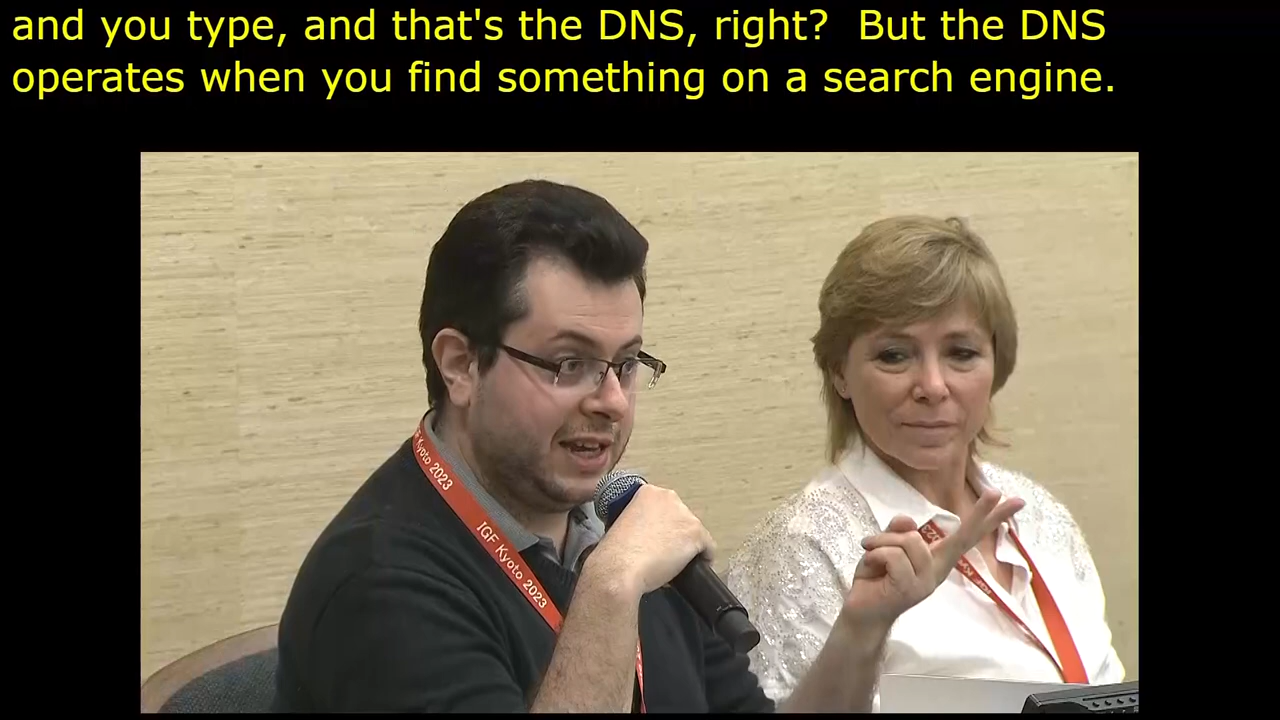 and you type, and that's the DNS, right?  But the DNS
operates when you find something on a search engine.
Kyoto 2023
IGF Kyoto 2023